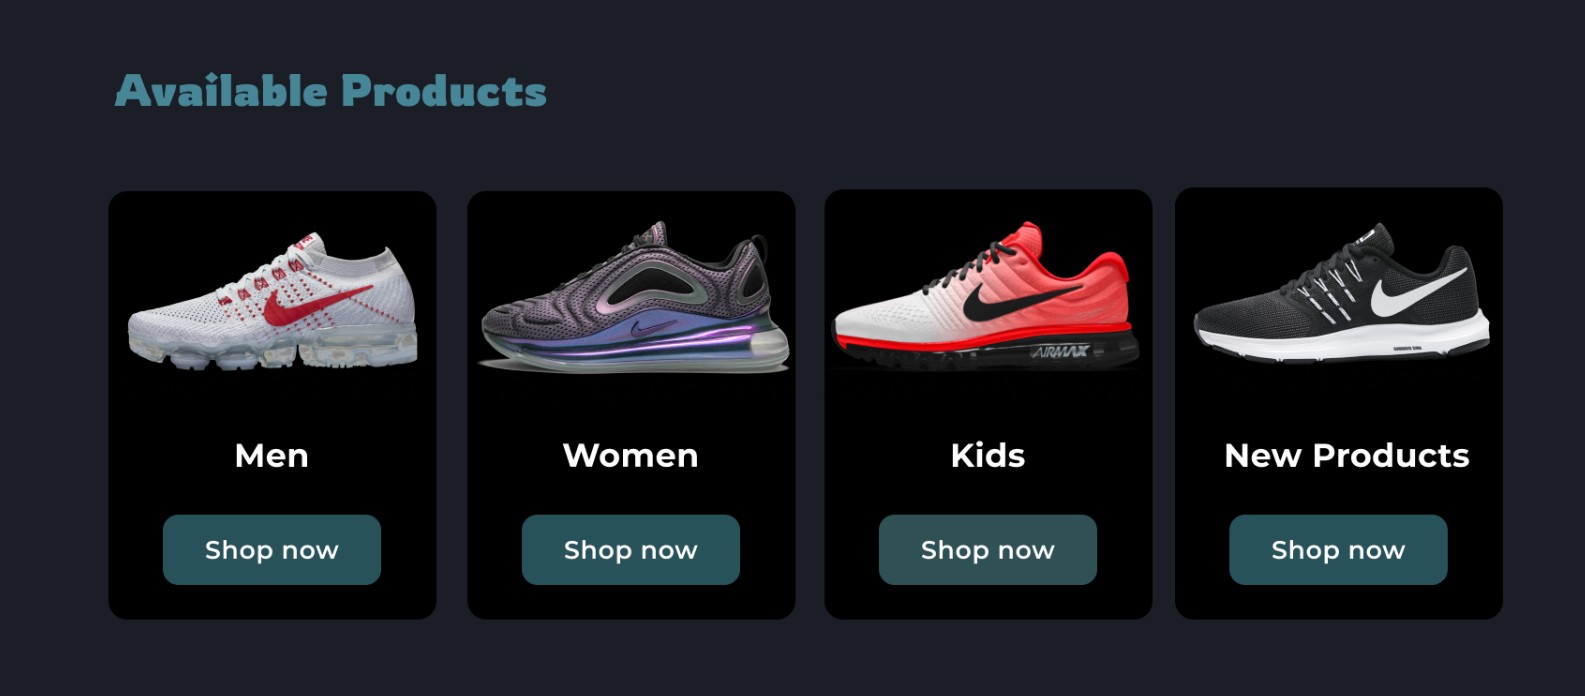 Available Products
AIRMAX
Men
Women
Kids
New Products
Shop now
Shop now
Shop now
Shop now